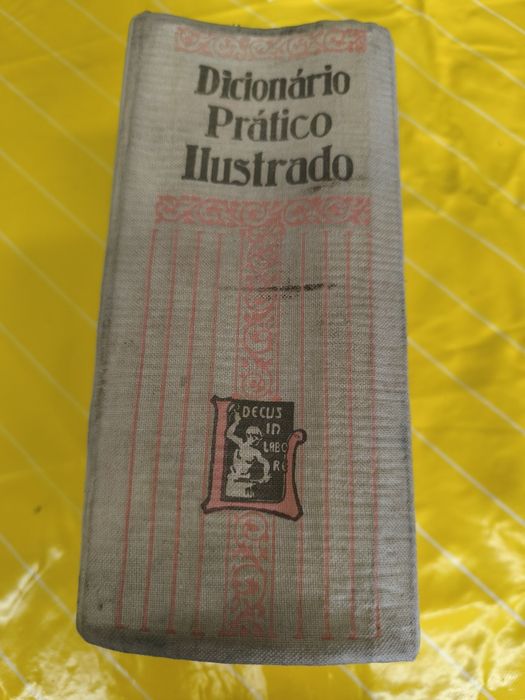 Dicionário
Prático
Ilustrado
DECUS
IN
LABO
RE